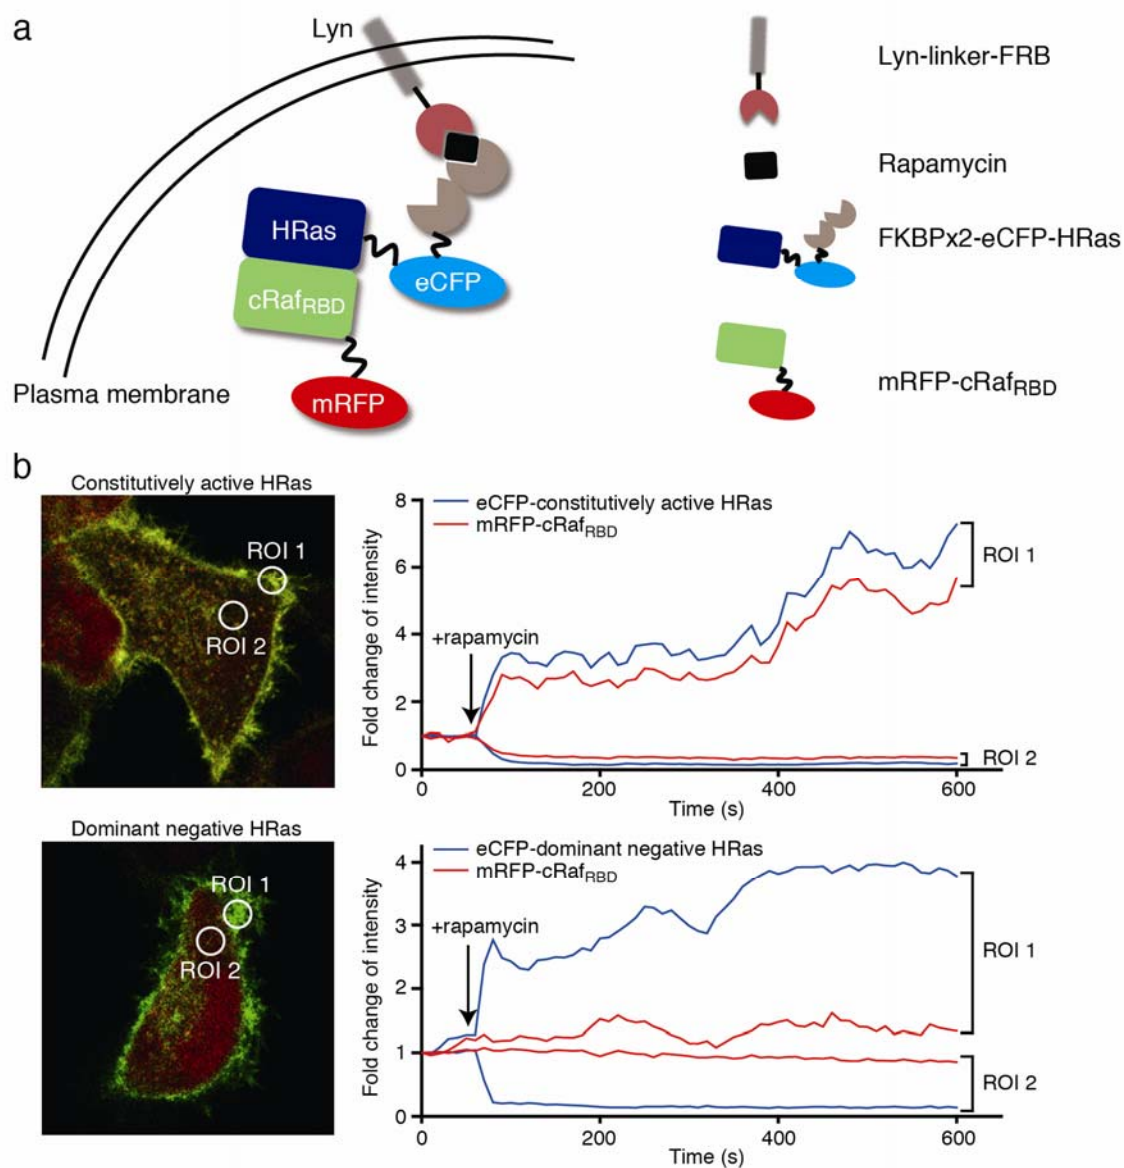 a
Lyn
HRas
cRafRBD
eCFP
mRFP
Plasma membrane
Lyn-linker-FRB
Rapamycin
FKBPx2-eCFP-HRas
mRFP-cRafRBD
b
Constitutively active HRas
ROI 1
ROI 2
eCFP-constitutively active HRas
mRFP-cRafRBD
+rapamycin
Fold change of intensity
8
6
4
2
0
0
200
400
600
Time (s)
ROI 1
ROI 2
Dominant negative HRas
ROI 1
ROI 2
eCFP-dominant negative HRas
mRFP-cRafRBD
+rapamycin
Fold change of intensity
4
3
2
1
0
0
200
400
600
Time (s)
ROI 1
ROI 2